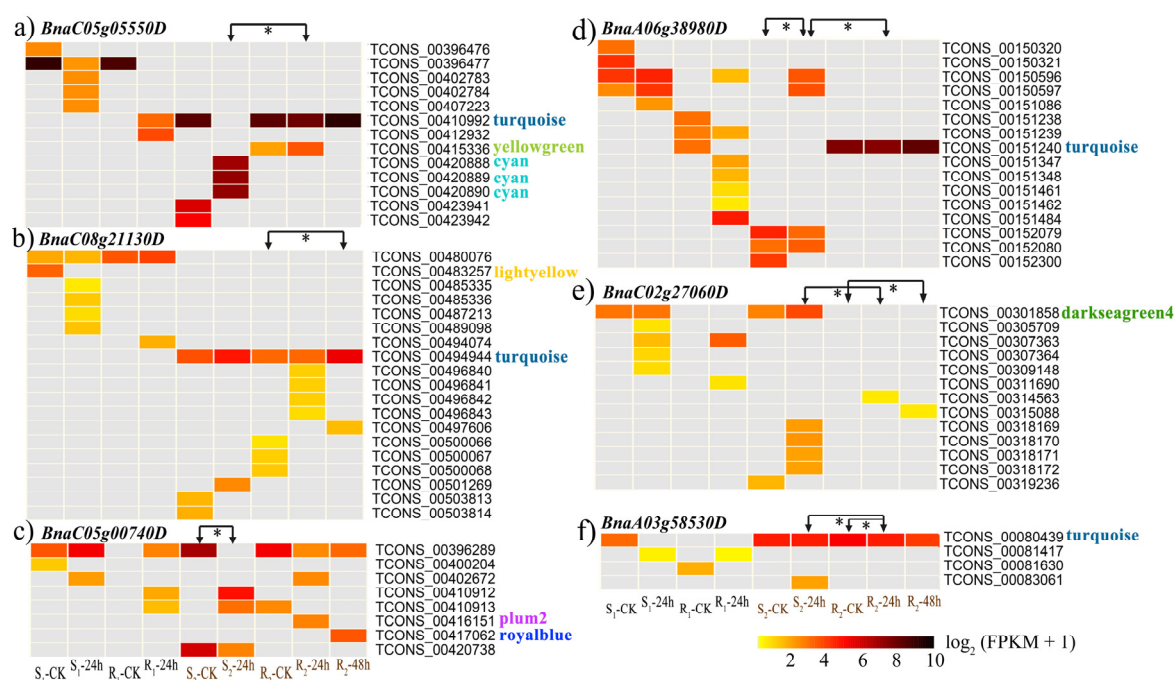 a) BnaC05g05550D
*
TCONS_00396476
TCONS_00396477
TCONS_00402783
TCONS_00402784
TCONS_00407223
TCONS_00410992 turquoise
TCONS_00412932
TCONS_00415336 yellowgreen
TCONS_00420888 cyan
TCONS_00420889 cyan
TCONS_00420890 cyan
TCONS_00423941
TCONS_00423942
b) BnaC08g21130D
*
TCONS_00480076
TCONS_00483257 lightyellow
TCONS_00485335
TCONS_00485336
TCONS_00487213
TCONS_00489098
TCONS_00494074
TCONS_00494944 turquoise
TCONS_00496840
TCONS_00496841
TCONS_00496842
TCONS_00496843
TCONS_00497606
TCONS_00500066
TCONS_00500067
TCONS_00500068
TCONS_00501269
TCONS_00503813
TCONS_00503814
c) BnaC05g00740D
*
TCONS_00396289
TCONS_00400204
TCONS_00402672
TCONS_00410912
TCONS_00410913
TCONS_00416151 plum2
TCONS_00417062 royalblue
TCONS_00420738
S1-CK S1-24h R1-CK R1-24h S2-CK S2-24h R2-CK R2-24h R2-48h
d) BnaA06g38980D
* *
TCONS_00150320
TCONS_00150321
TCONS_00150596
TCONS_00150597
TCONS_00151086
TCONS_00151238
TCONS_00151239
TCONS_00151240 turquoise
TCONS_00151347
TCONS_00151348
TCONS_00151461
TCONS_00151462
TCONS_00151484
TCONS_00152079
TCONS_00152080
TCONS_00152300
e) BnaC02g27060D
* *
TCONS_00301858 darkseagreen4
TCONS_00305709
TCONS_00307363
TCONS_00307364
TCONS_00309148
TCONS_00311690
TCONS_00314563
TCONS_00315088
TCONS_00318169
TCONS_00318170
TCONS_00318171
TCONS_00318172
TCONS_00319236
f) BnaA03g58530D
* *
TCONS_00080439 turquoise
TCONS_00081417
TCONS_00081630
TCONS_00083061
S1-CK S1-24h R1-CK R1-24h S2-CK S2-24h R2-CK R2-24h R2-48h
log2 (FPKM + 1)
2 4 6 8 10